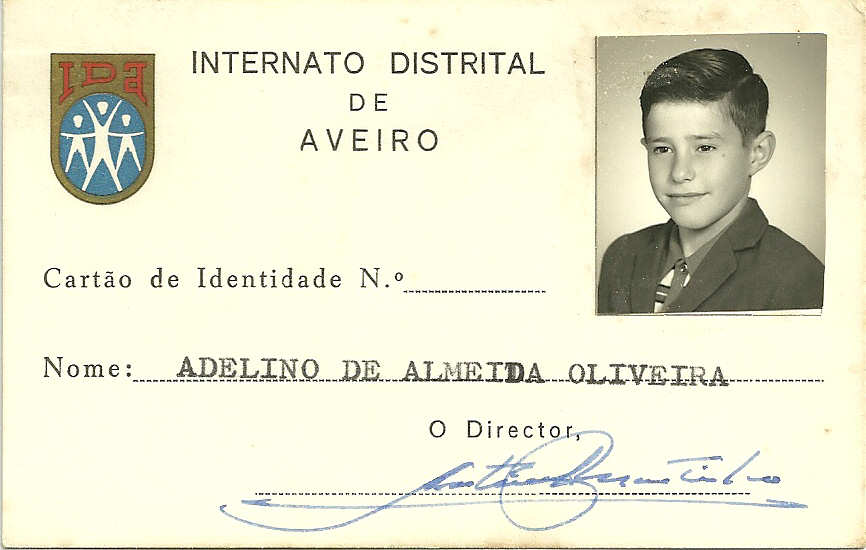 IDA
INTERNATO DISTRITAL
DE
AVEIRO
Cartão de Identidade N.º
Nome: ADELINO DE ALMEIDA OLIVEIRA
O Director,